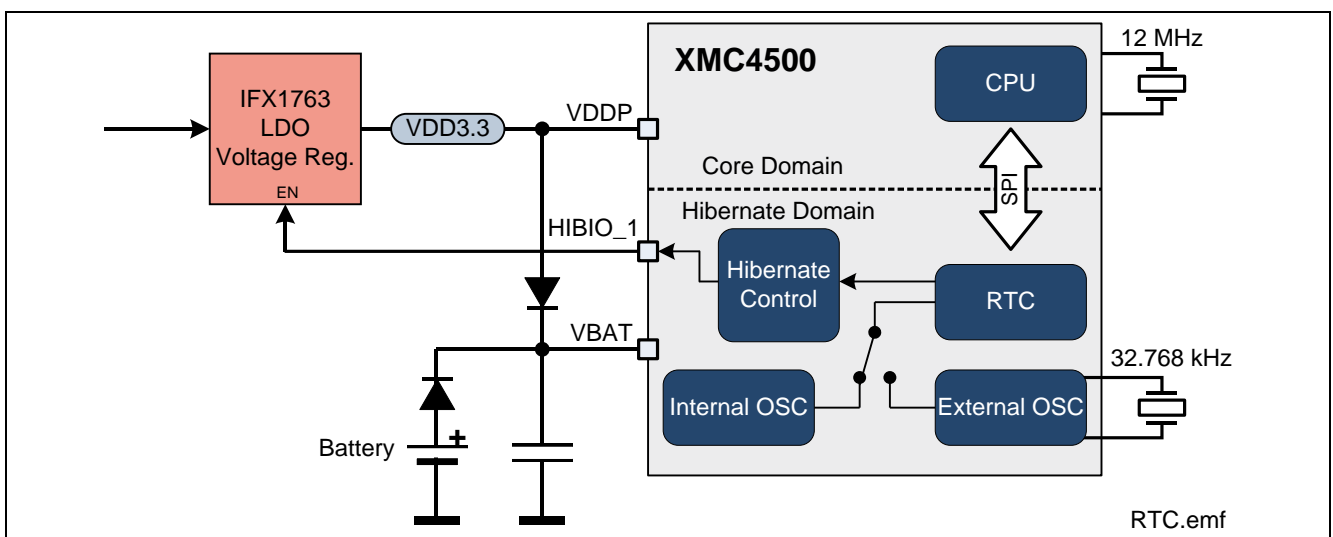 XMC4500
12 MHz
CPU
IFX1763
LDO
Voltage Reg.
EN
VDD3.3
VDDP
Core Domain
SPI
Hibernate Domain
HIBIO_1
Hibernate
Control
RTC
VBAT
32.768 kHz
Internal OSC
External OSC
Battery
+
RTC.emf